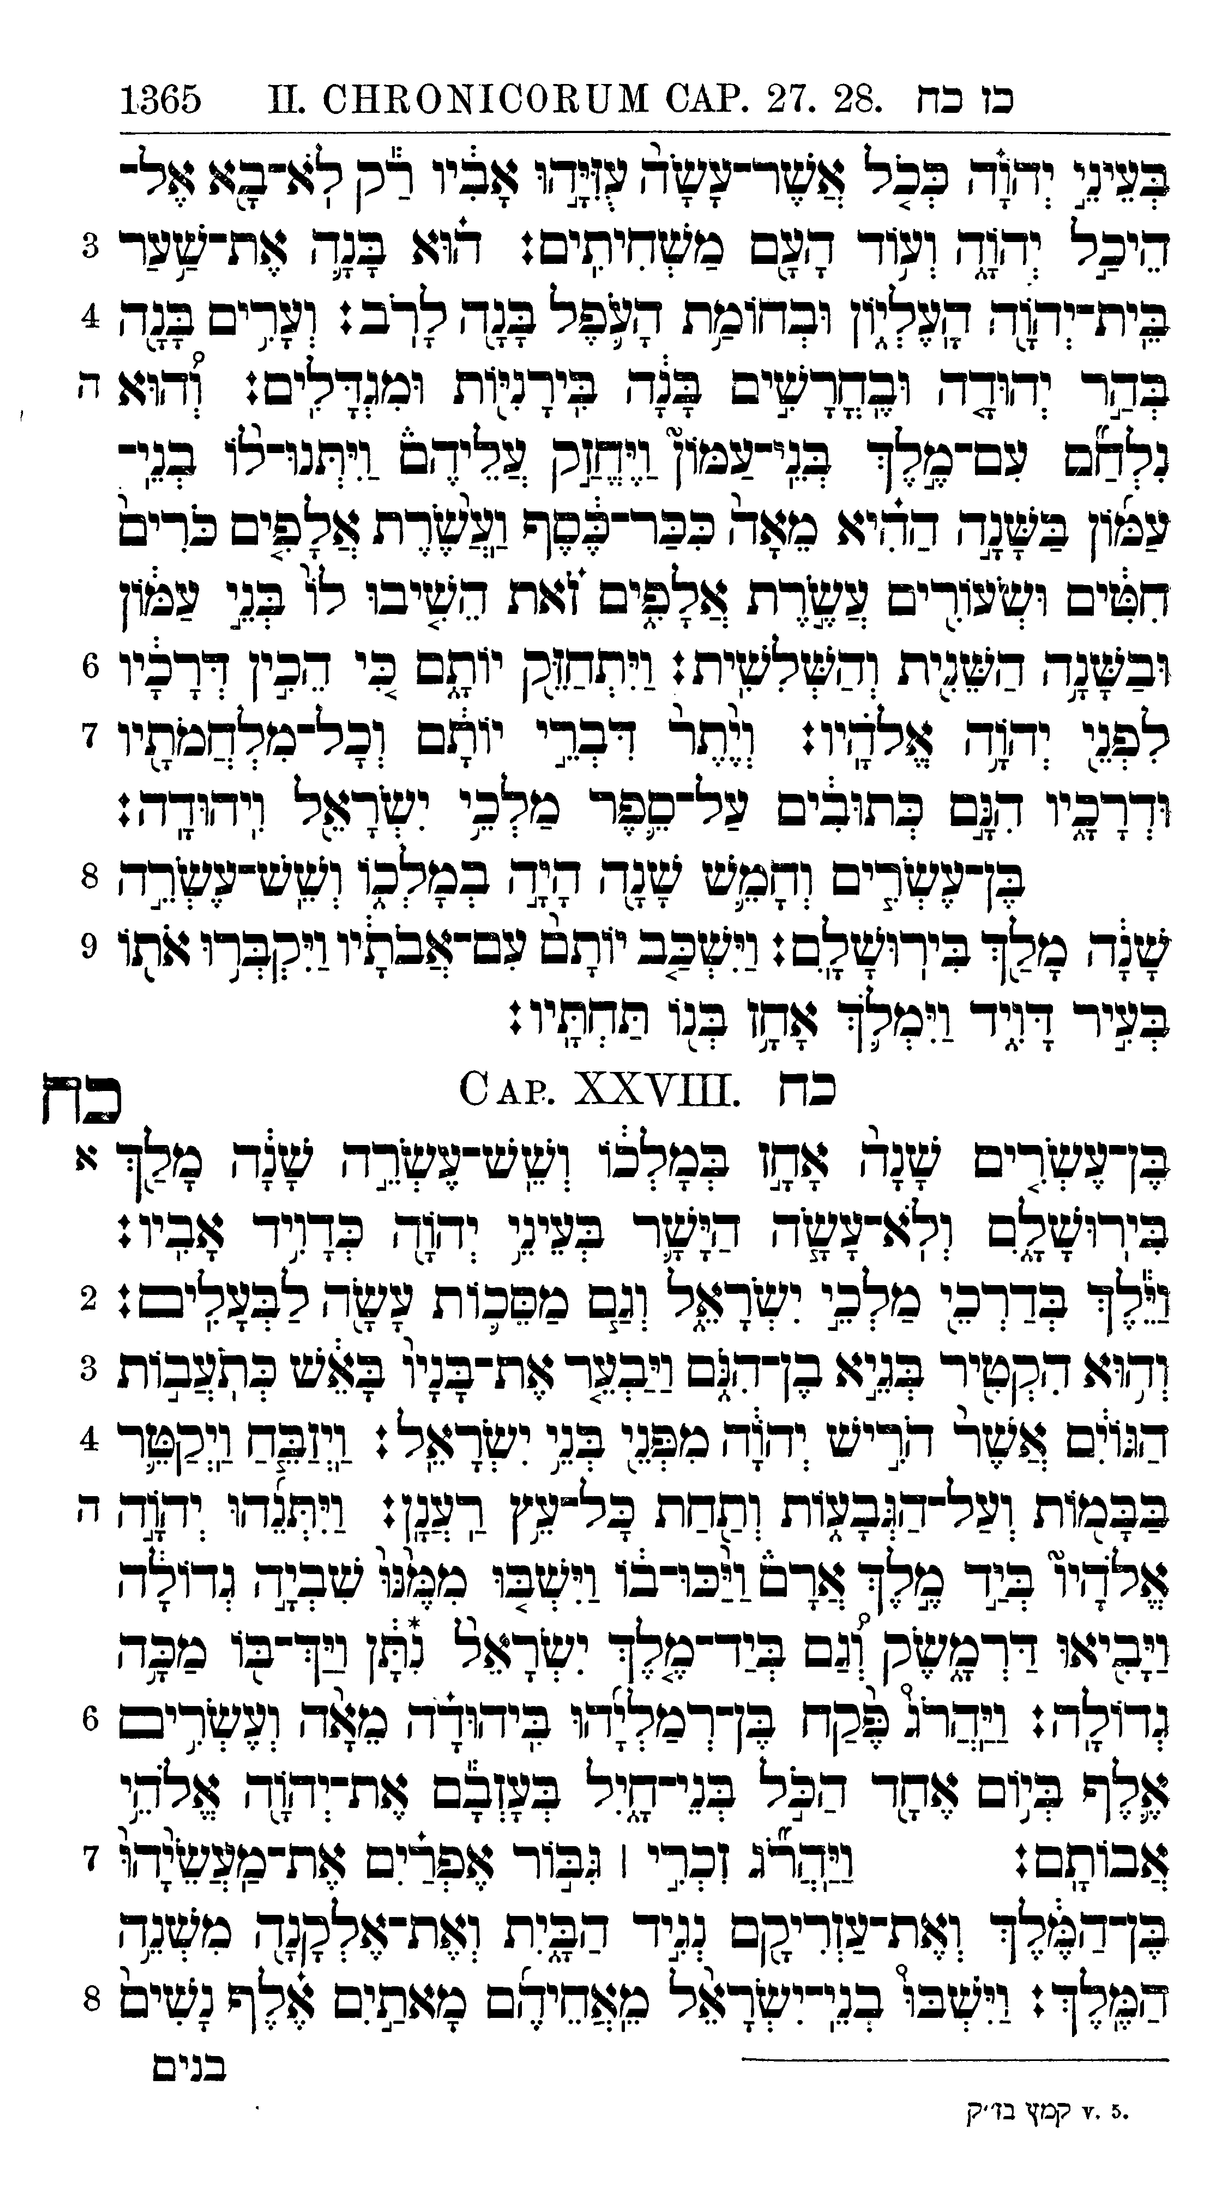 1365 II. CHRONICORUM CAP. 27. 28. כז כח
בְּעֵינֵ֣י יְהוָ֗ה כְּכֹ֤ל אֲשֶׁר־עָשָׂה֙ עֻזִּיָּ֣הוּ אָבִ֔יו רַ֕ק לֹא־בָ֖א אֶל־
3 הֵיכַ֣ל יְהוָ֑ה וְע֥וֹד הָעָ֖ם מַשְׁחִיתִֽים׃ ה֗וּא בָּנָ֛ה אֶת־שַׁ֥עַר
4 בֵּֽית־יְהוָ֖ה הָֽעֶלְי֑וֹן וּבְחוֹמַ֥ת הָעֹ֛פֶל בָּנָ֖ה לָרֹֽב׃ וְעָרִ֥ים בָּנָ֖ה
ה בְּהַ֣ר יְהוּדָ֑ה וּבֶֽחֳרָשִׁ֣ים בָּנָ֔ה בִּֽירָנִיּ֖וֹת וּמִגְדָּלִֽים׃ וְ֠הוּא
נִלְחַ֞ם עִם־מֶ֣לֶךְ בְּנֵֽי־עַמּוֹן֮ וַיֶּחֱזַ֣ק עֲלֵיהֶם֒ וַיִּתְּנוּ־ל֨וֹ בְנֵֽי־
עַמּ֜וֹן בַּשָּׁנָ֣ה הַהִ֗יא מֵאָה֙ כִּכַּר־כֶּ֔סֶף וַעֲשֶׂ֨רֶת אֲלָפִ֤ים כֹּרִים֙
חִטִּ֔ים וּשְׂעוֹרִ֖ים עֲשֶׂ֣רֶת אֲלָפִ֑ים זֹ֗את הֵשִׁ֤יבוּ לוֹ֙ בְּנֵ֣י עַמּ֔וֹן
6 וּבַשָּׁנָ֥ה הַשֵּׁנִ֖ית וְהַשְּׁלִשִֽׁית׃ וַיִּתְחַזֵּ֖ק יוֹתָ֑ם כִּ֚י הֵכִ֣ין דְּרָכָ֔יו
7 לִפְנֵ֖י יְהוָ֥ה אֱלֹהָֽיו׃ וְיֶ֨תֶר֙ דִּבְרֵ֣י יוֹתָ֔ם וְכָל־מִלְחֲמֹתָ֖יו
וּדְרָכָ֑יו הִנָּ֣ם כְּתוּבִ֔ים עַל־סֵ֛פֶר מַלְכֵ֥י יִשְׂרָאֵ֖ל וִֽיהוּדָֽה׃
8 בֶּן־עֶשְׂרִ֧ים וְחָמֵ֛שׁ שָׁנָ֖ה הָיָ֣ה בְמָלְכ֑וֹ וְשֵׁשׁ־עֶשְׂרֵ֣ה
9 שָׁנָ֔ה מָלַ֖ךְ בִּירֽוּשָׁלִָֽם׃ וַיִּשְׁכַּ֤ב יוֹתָם֙ עִם־אֲבֹתָ֔יו וַיִּקְבְּר֥וּ אֹת֖וֹ
בְּעִ֣יר דָּוִ֑יד וַיִּמְלֹ֛ךְ אָחָ֥ז בְּנ֖וֹ תַּחְתָּֽיו׃
כח CAP. XXVIII. כח
א בֶּן־עֶשְׂרִ֤ים שָׁנָה֙ אָחָ֣ז בְּמָלְכ֔וֹ וְשֵׁשׁ־עֶשְׂרֵ֣ה שָׁנָ֔ה מָלַ֖ךְ
בִּירֽוּשָׁלָ֑ם וְלֹא־עָשָׂ֧ה הַיָּשָׁ֛ר בְּעֵינֵ֥י יְהוָ֖ה כְּדָוִ֥יד אָבִֽיו׃
2 וַיֵּ֕לֶךְ בְּדַרְכֵ֖י מַלְכֵ֣י יִשְׂרָאֵ֑ל וְגַ֧ם מַסֵּכ֛וֹת עָשָׂ֖ה לַבְּעָלִֽים׃
3 וְה֥וּא הִקְטִ֖יר בְּגֵ֣יא בֶן־הִנֹּ֑ם וַיַּבְעֵ֤ר אֶת־בָּנָיו֙ בָּאֵ֔שׁ כְּתֹֽעֲבוֹת֙
4 הַגּוֹיִ֔ם אֲשֶׁר֙ הֹרִ֣ישׁ יְהוָ֔ה מִפְּנֵ֖י בְּנֵ֥י יִשְׂרָאֵֽל׃ וַיְזַבֵּ֧חַ וַיְקַטֵּ֛ר
ה בַּבָּמ֖וֹת וְעַל־הַגְּבָע֑וֹת וְתַ֖חַת כָּל־עֵ֥ץ רַעֲנָֽן׃ וַֽיִּתְּנֵ֜הוּ יְהוָ֣ה
אֱלֹהָיו֮ בְּיַ֣ד מֶ֣לֶךְ אֲרָם֒ וַיַּ֨כּוּ־ב֔וֹ וַיִּשְׁבּ֤וּ מִמֶּ֨נּוּ֙ שִׁבְיָ֣ה גְדוֹלָ֔ה
וַיָּבִ֖יאוּ דַּרְמָ֑שֶׂק וְ֠גַם בְּיַד־מֶ֤לֶךְ יִשְׂרָאֵל֙ *נִתָּ֔ן וַיַּךְ־בּ֖וֹ מַכָּ֥ה
6 גְדוֹלָֽה׃ וַיַּהֲרֹג֩ פֶּ֨קַח בֶּן־רְמַלְיָ֜הוּ בִּֽיהוּדָ֗ה מֵאָ֨ה וְעֶשְׂרִ֥ים
אֶ֛לֶף בְּי֥וֹם אֶחָ֖ד הַכֹּ֣ל בְּנֵי־חָ֑יִל בְּעָזְבָ֕ם אֶת־יְהוָ֖ה אֱלֹהֵ֥י
7 אֲבוֹתָֽם׃ וַֽיַּהֲרֹ֞ג זִכְרִ֣י ׀ גִּבּ֣וֹר אֶפְרַ֗יִם אֶת־מַעֲשֵׂיָ֨הוּ֙
בֶּן־הַמֶּ֔לֶךְ וְאֶת־עַזְרִיקָ֖ם נְגִ֣יד הַבָּ֑יִת וְאֶת־אֶלְקָנָ֖ה מִשְׁנֵ֥ה
8 הַמֶּֽלֶךְ׃ וַיִּשְׁבּוּ֩ בְנֵֽי־יִשְׂרָאֵ֨ל מֵֽאֲחֵיהֶ֜ם מָאתַ֣יִם אֶ֗לֶף נָשִׁים֙
בנים
v. 5. קמץ בז״ק